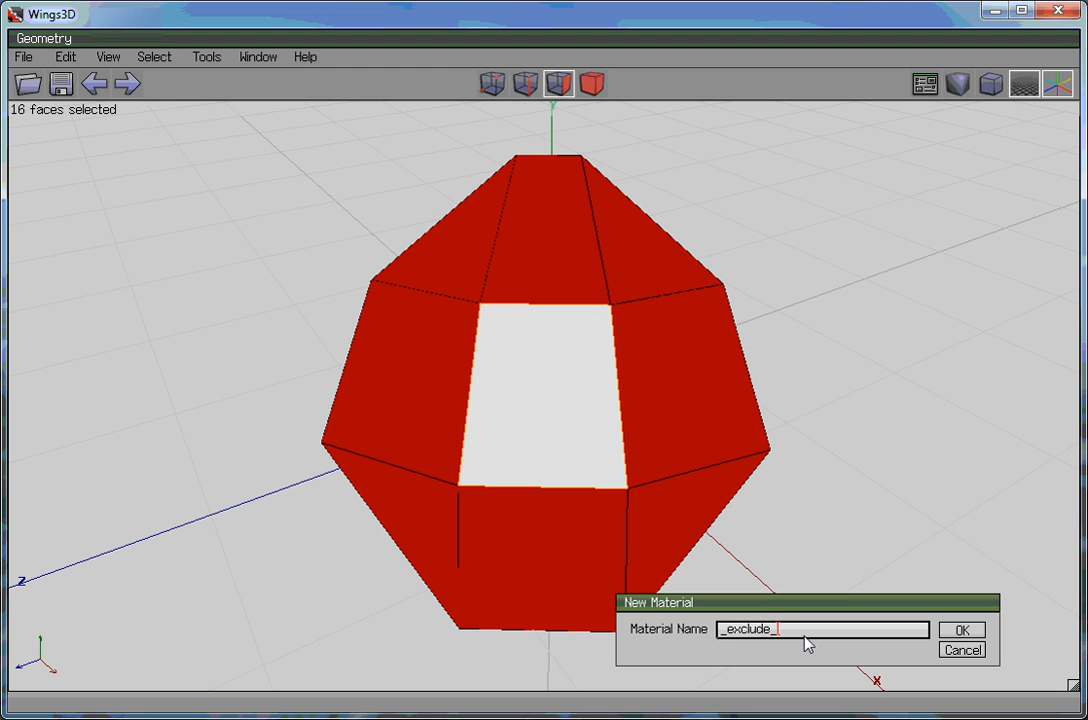 Wings3D
Geometry
File Edit View Select Tools Window Help
16 faces selected
Y
Z
New Material
Material Name _exclude_ OK
Cancel
X